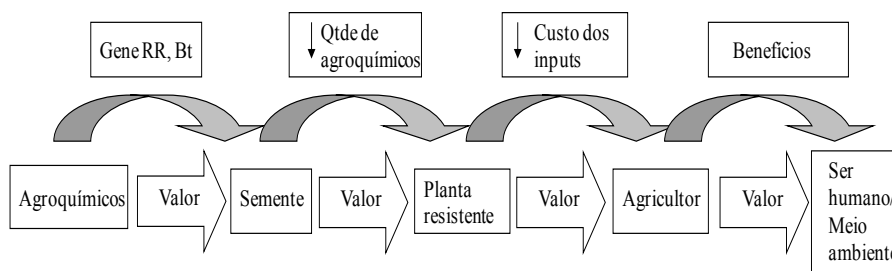 Gene RR, Bt
Qtde de
agroquímicos
Custo dos
inputs
Benefícios
Agroquímicos
Valor
Semente
Valor
Planta
resistente
Valor
Agricultor
Valor
Ser
humano/
Meio
ambiente